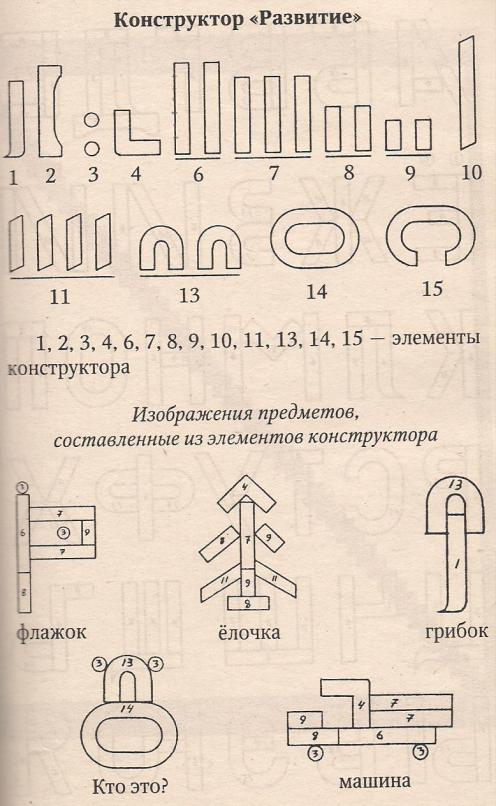 Конструктор «Развитие»
1 2 3 4 6 7 8 9 10
11 13 14 15
1, 2, 3, 4, 6, 7, 8, 9, 10, 11, 13, 14, 15 — элементы
конструктора
Изображения предметов,
составленные из элементов конструктора
3 7 6 3 9 7 8
4 8 7 9 11 9 11 8
13 1
флажок ёлочка грибок
3 13 3
14
9 4 7 7 8 6 3 3
Кто это? машина